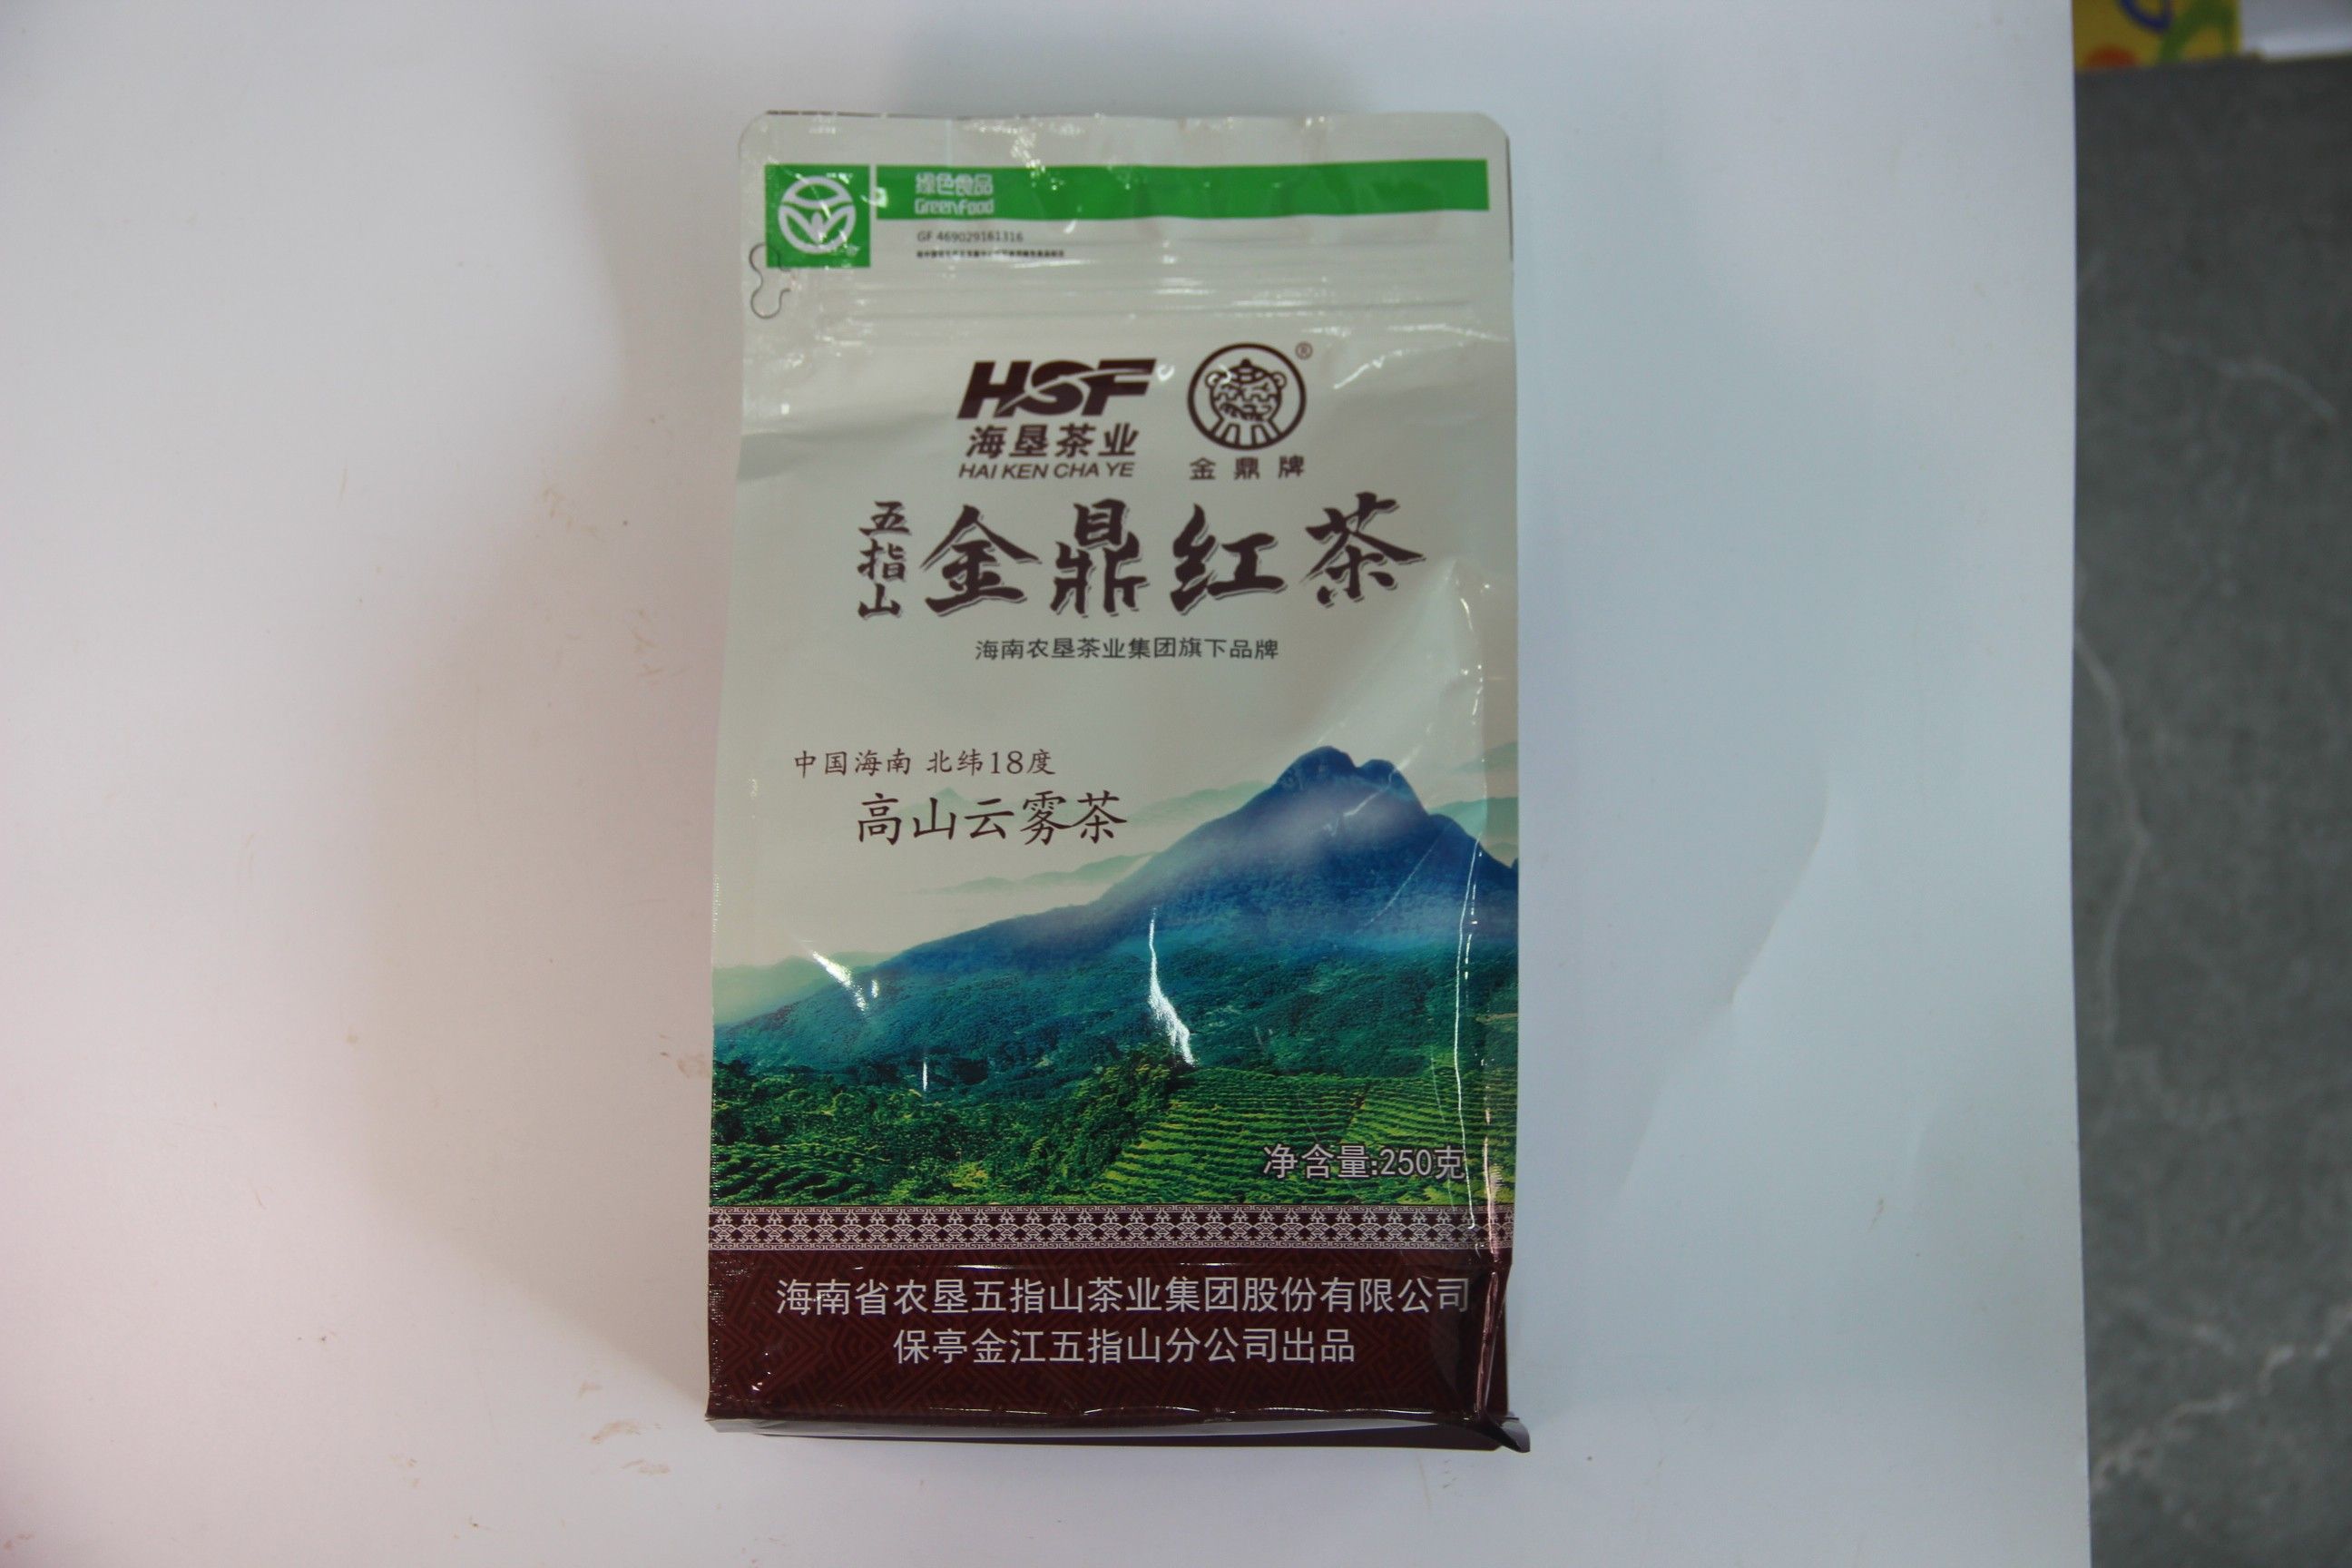 绿色食品
GreenFood
GF 469029161316
HSF
海垦茶业
HAI KEN CHA YE
®
金鼎牌
五指山
金鼎红茶
海南农垦茶业集团旗下品牌
中国海南 北纬18度
高山云雾茶
净含量:250克
海南省农垦五指山茶业集团股份有限公司
保亭金江五指山分公司出品